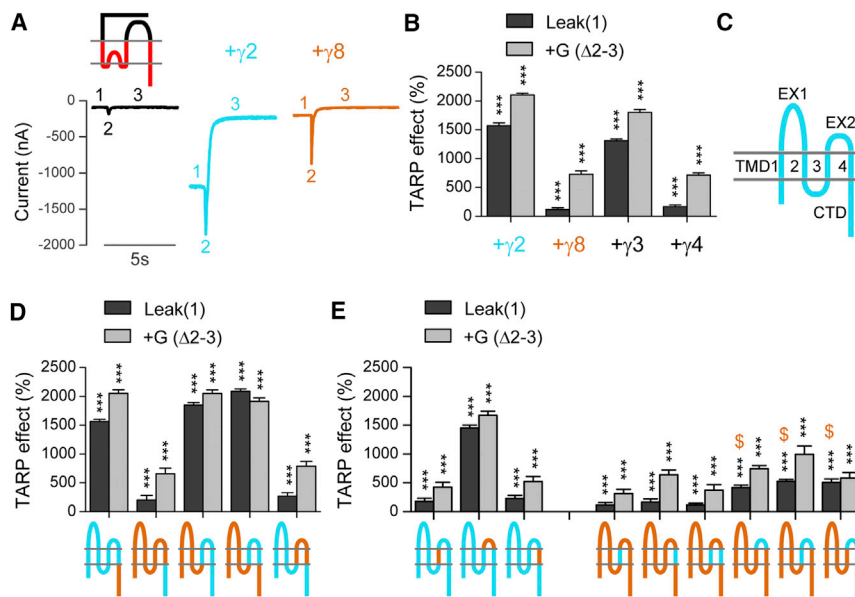 A
+γ2
+γ8
1 3
2
3
1
2
1 3
2
0
-500
-1000
-1500
-2000
Current (nA)
5s
B
Leak(1)
+G (Δ2-3)
TARP effect (%)
2500
2000
1500
1000
500
0
*** *** *** *** *** *** *** ***
+γ2 +γ8 +γ3 +γ4
C
EX1
EX2
TMD1 2 3 4
CTD
D
Leak(1)
+G (Δ2-3)
TARP effect (%)
2500
2000
1500
1000
500
0
*** *** *** *** *** *** *** *** *** ***
E
Leak(1)
+G (Δ2-3)
TARP effect (%)
2500
2000
1500
1000
500
0
$ $ $
*** *** *** *** *** *** *** *** *** *** *** *** *** *** *** *** *** ***